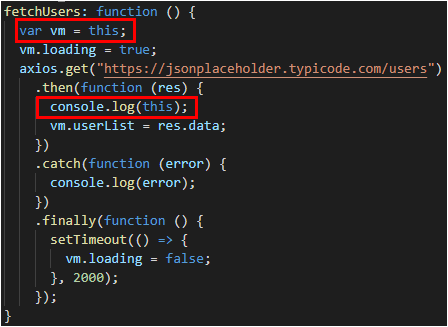 fetchUsers: function () {
var vm = this;
vm.loading = true;
axios.get("https://jsonplaceholder.typicode.com/users")
.then(function (res) {
console.log(this);
vm.userList = res.data;
})
.catch(function (error) {
console.log(error);
})
.finally(function () {
setTimeout(() => {
vm.loading = false;
}, 2000);
});
}